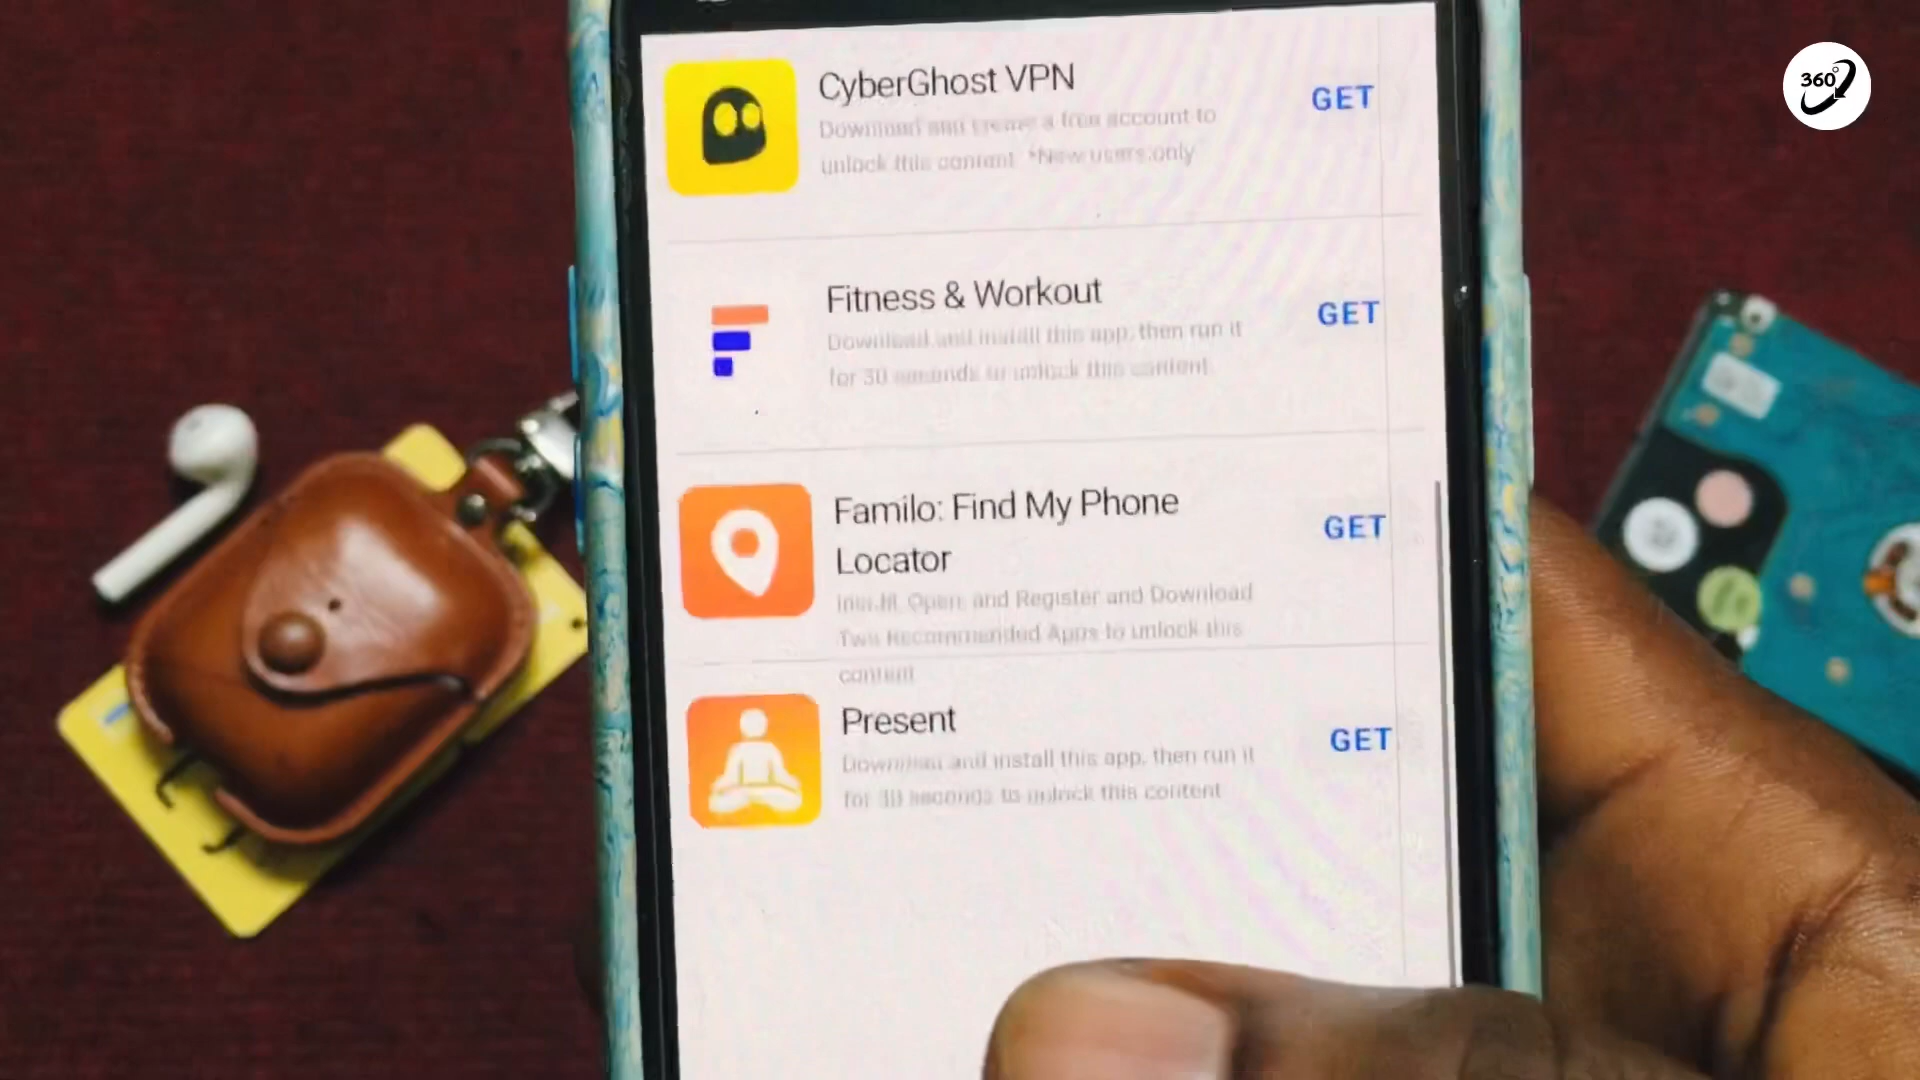 CyberGhost VPN
GET
Download and create a free account to
unlock this content. *New users only
Fitness & Workout
GET
Download and install this app, then run it
for 30 seconds to unlock this content
Familo: Find My Phone
Locator
GET
Install, Open, and Register and Download
Two Recommended Apps to unlock this
content
Present
GET
Download and install this app, then run it
for 30 seconds to unlock this content
360°